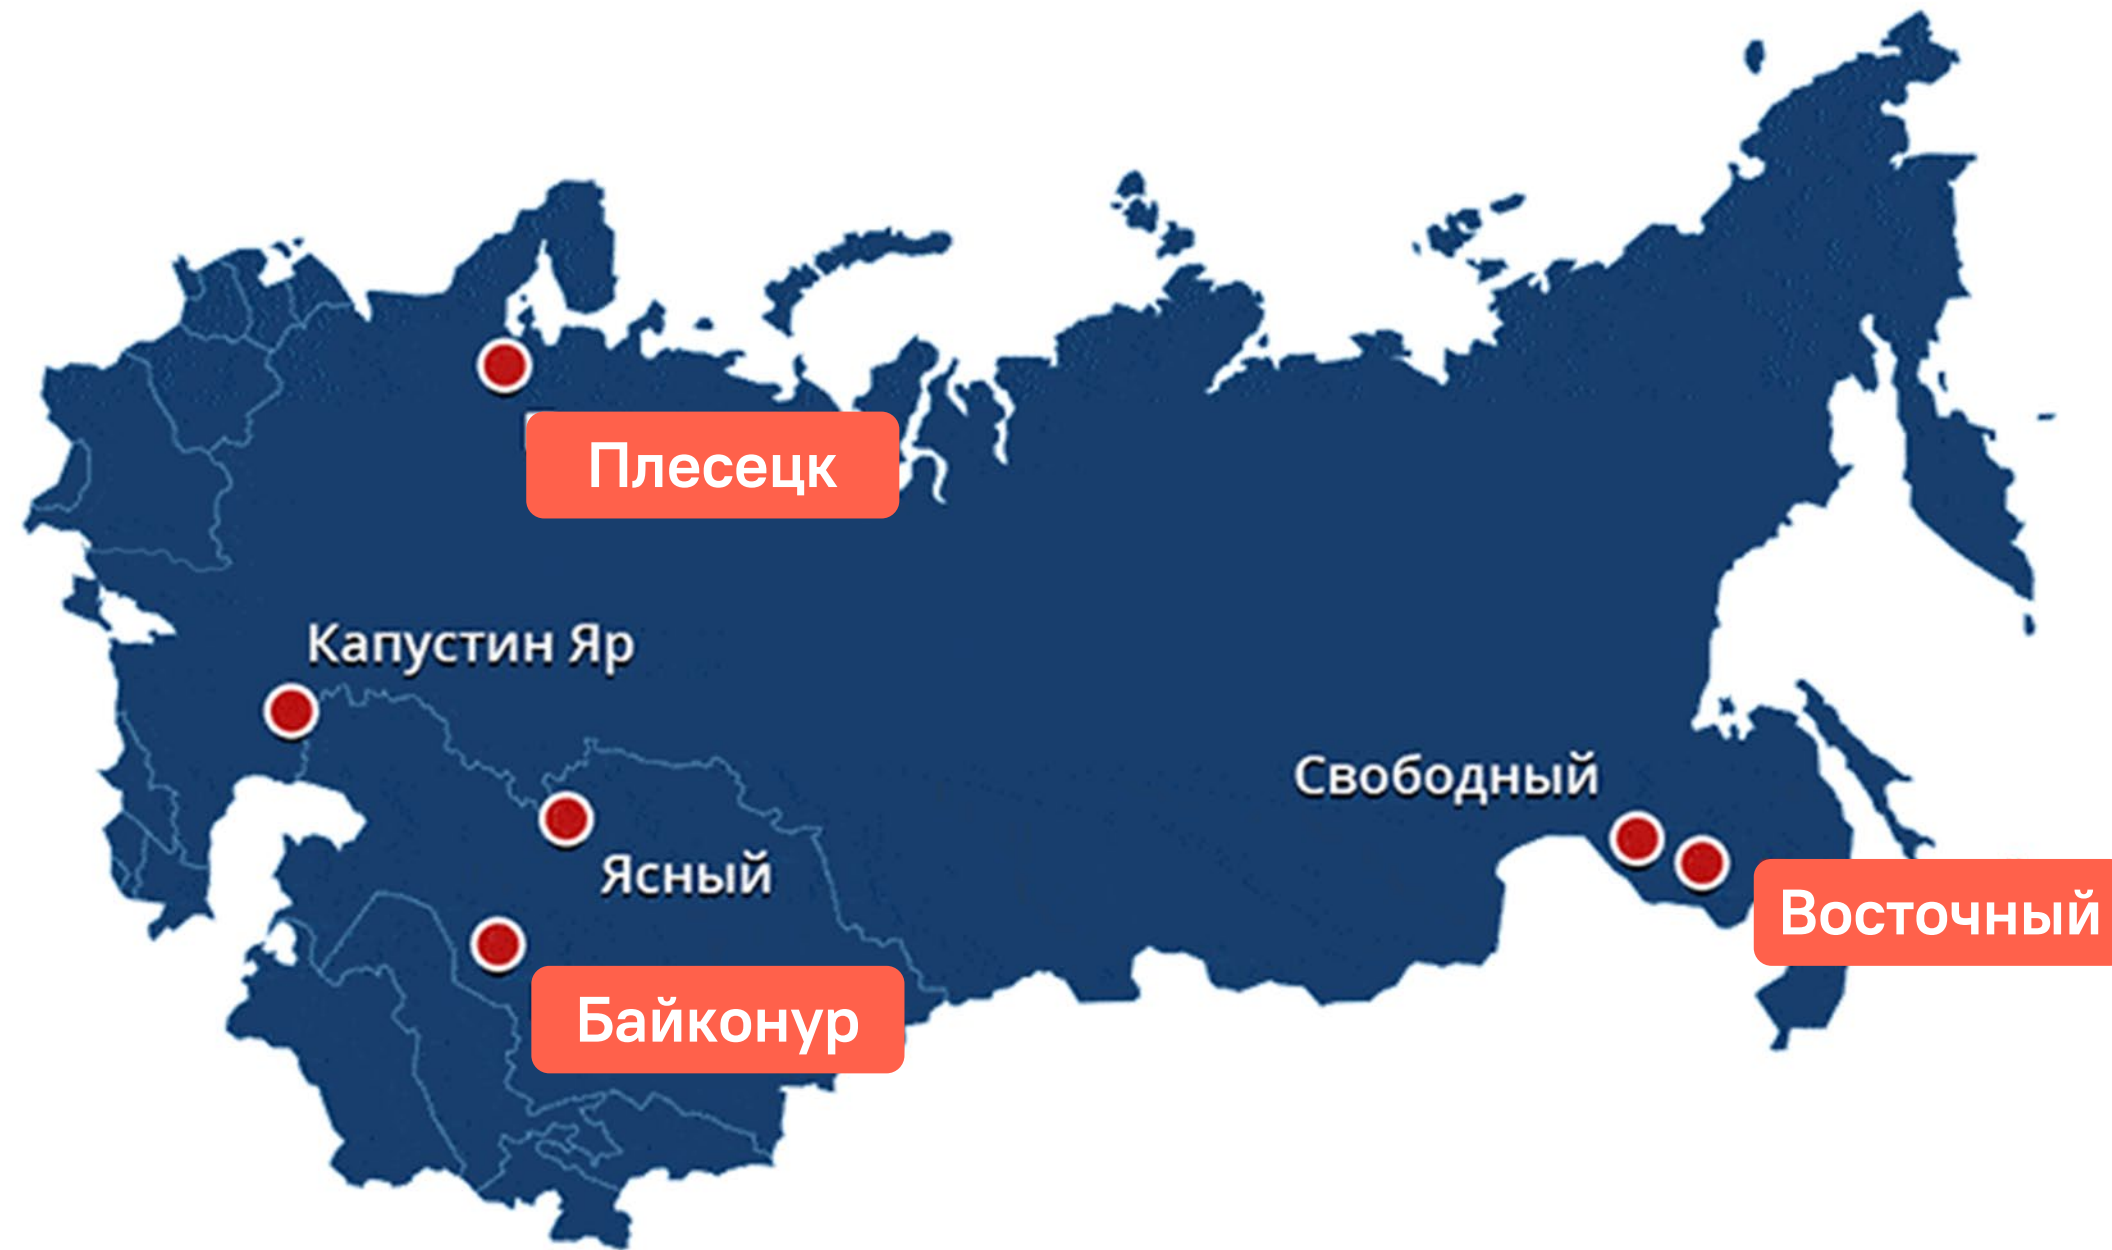 Плесецк
Капустин Яр
Свободный
Ясный
Восточный
Байконур